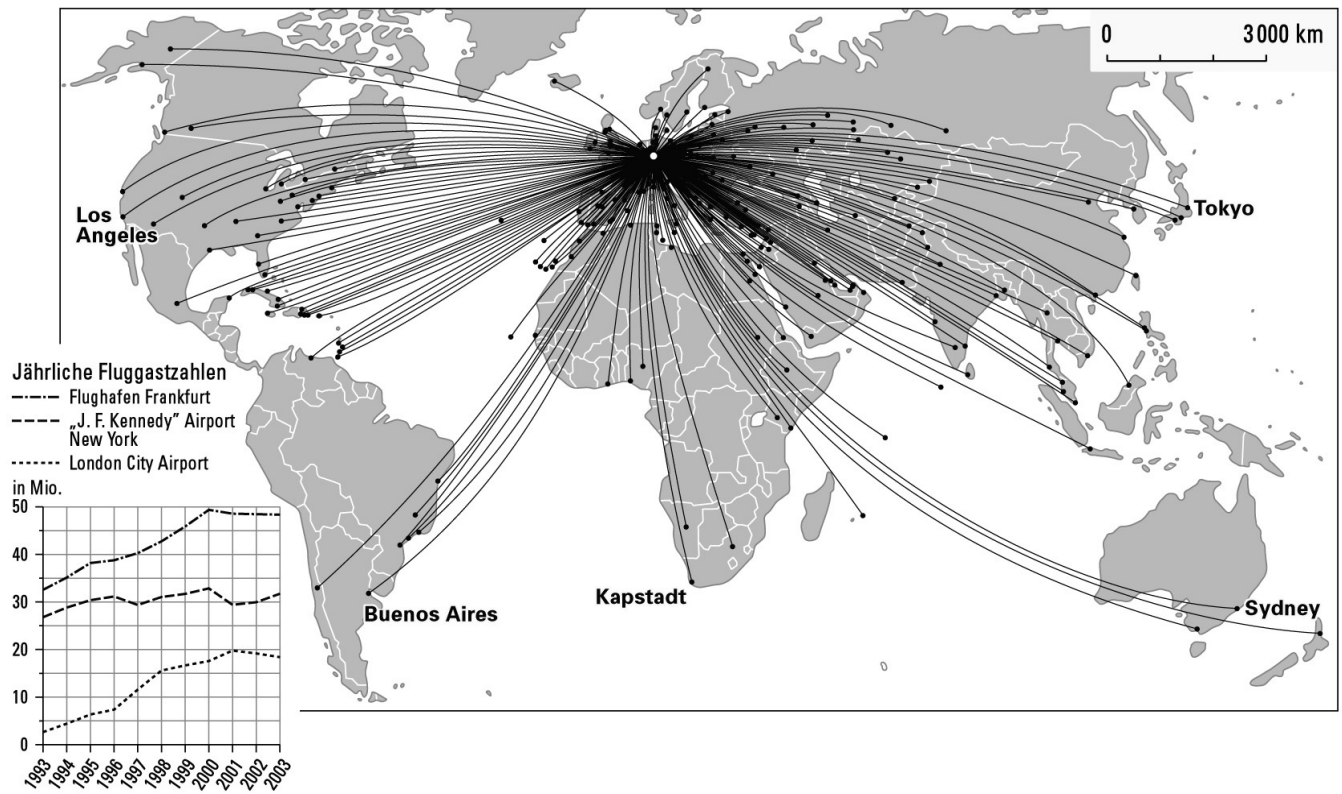 0 3000 km
Los
Angeles
Tokyo
Buenos Aires
Kapstadt
Sydney
Jährliche Fluggastzahlen
Flughafen Frankfurt
„J. F. Kennedy” Airport
New York
London City Airport
in Mio.
50
40
30
20
10
0
1993
1994
1995
1996
1997
1998
1999
2000
2001
2002
2003